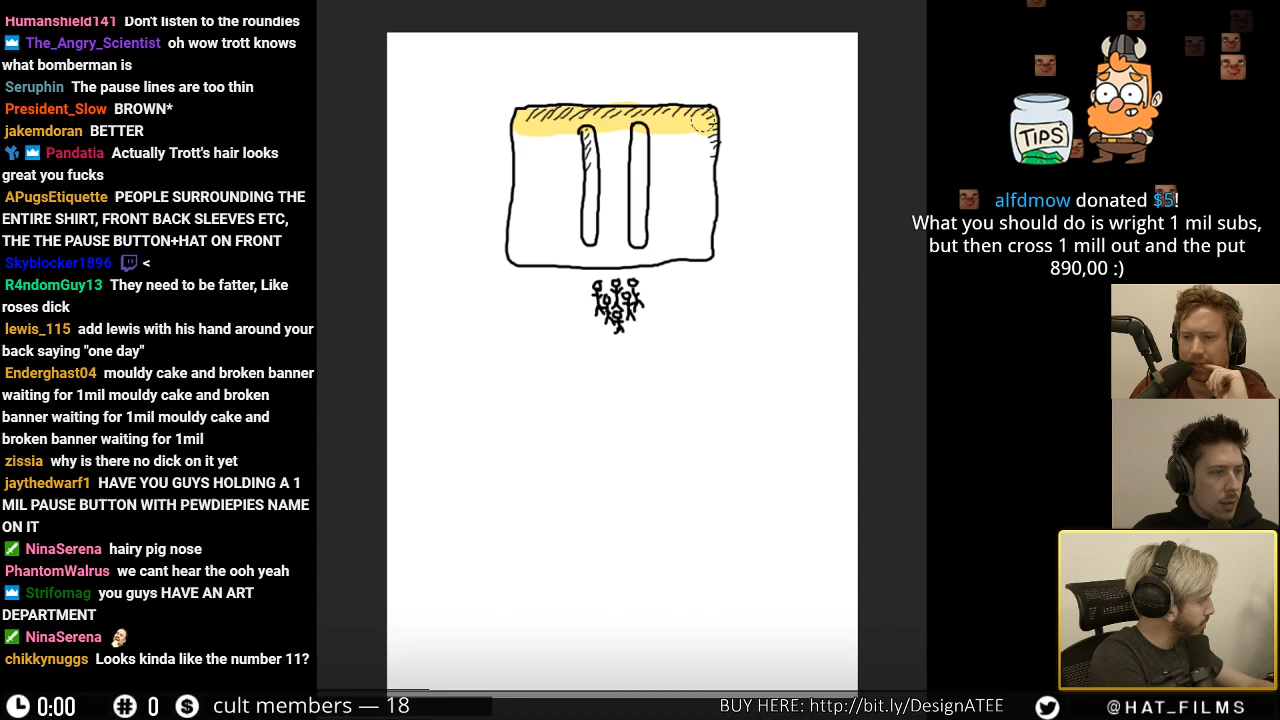 Humanshield141 Don't listen to the roundies
The_Angry_Scientist oh wow trott knows
what bomberman is
Seruphin The pause lines are too thin
President_Slow BROWN*
jakemdoran BETTER
Pandatia Actually Trott's hair looks
great you fucks
APugsEtiquette PEOPLE SURROUNDING THE
ENTIRE SHIRT, FRONT BACK SLEEVES ETC,
THE THE PAUSE BUTTON+HAT ON FRONT
Skyblocker1896 <
R4ndomGuy13 They need to be fatter, Like
roses dick
lewis_115 add lewis with his hand around your
back saying "one day"
Enderghast04 mouldy cake and broken banner
waiting for 1mil mouldy cake and broken
banner waiting for 1mil mouldy cake and
broken banner waiting for 1mil
zissia why is there no dick on it yet
jaythedwarf1 HAVE YOU GUYS HOLDING A 1
MIL PAUSE BUTTON WITH PEWDIEPIES NAME
ON IT
NinaSerena hairy pig nose
PhantomWalrus we cant hear the ooh yeah
Strifomag you guys HAVE AN ART
DEPARTMENT
NinaSerena
chikkynuggs Looks kinda like the number 11?
TIPS
alfdmow donated $5!
What you should do is wright 1 mil subs,
but then cross 1 mill out and the put
890,00 :)
0:00 # 0 $ cult members — 18
BUY HERE: http://bit.ly/DesignATEE
@HAT_FILMS